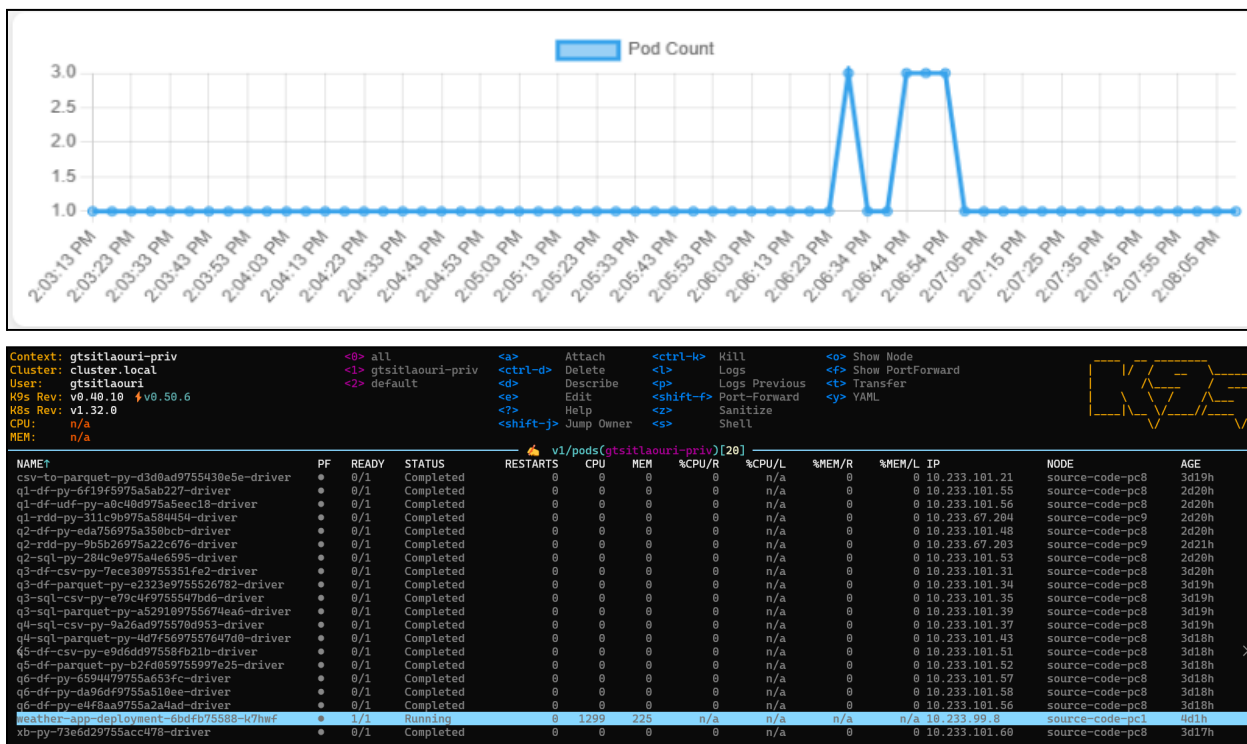 Pod Count
3.0
2.5
2.0
1.5
1.0
2:03:13 PM 2:03:23 PM 2:03:33 PM 2:03:43 PM 2:03:53 PM 2:04:03 PM 2:04:13 PM 2:04:23 PM 2:04:33 PM 2:04:43 PM 2:04:53 PM 2:05:03 PM 2:05:13 PM 2:05:23 PM 2:05:33 PM 2:05:43 PM 2:05:53 PM 2:06:03 PM 2:06:13 PM 2:06:23 PM 2:06:34 PM 2:06:44 PM 2:06:54 PM 2:07:05 PM 2:07:15 PM 2:07:25 PM 2:07:35 PM 2:07:45 PM 2:07:55 PM 2:08:05 PM
Context: gtsitlaouri-priv <0> all <a> Attach <ctrl-k> Kill <o> Show Node
Cluster: cluster.local <1> gtsitlaouri-priv <ctrl-d> Delete <l> Logs <f> Show PortForward
User: gtsitlaouri <2> default <d> Describe <p> Logs Previous <t> Transfer
K9s Rev: v0.40.10 ⚡v0.50.6 <e> Edit <shift-f> Port-Forward <y> YAML
K8s Rev: v1.32.0 <?> Help <z> Sanitize
CPU: n/a <shift-j> Jump Owner <s> Shell
MEM: n/a
v1/pods(gtsitlaouri-priv)[20]
NAME↑ PF READY STATUS RESTARTS CPU MEM %CPU/R %CPU/L %MEM/R %MEM/L IP NODE AGE
csv-to-parquet-py-d3d0ad9755430e5e-driver ● 0/1 Completed 0 0 0 0 n/a 0 0 10.233.101.21 source-code-pc8 3d19h
q1-df-py-6f19f5975a5ab227-driver ● 0/1 Completed 0 0 0 0 n/a 0 0 10.233.101.55 source-code-pc8 2d20h
q1-df-udf-py-a0c40d975a5eec18-driver ● 0/1 Completed 0 0 0 0 n/a 0 0 10.233.101.56 source-code-pc8 2d20h
q1-rdd-py-311c9b975a584454-driver ● 0/1 Completed 0 0 0 0 n/a 0 0 10.233.67.204 source-code-pc9 2d20h
q2-df-py-eda756975a350bcb-driver ● 0/1 Completed 0 0 0 0 n/a 0 0 10.233.101.48 source-code-pc8 2d20h
q2-rdd-py-9b5b26975a22c676-driver ● 0/1 Completed 0 0 0 0 n/a 0 0 10.233.67.203 source-code-pc9 2d21h
q2-sql-py-284c9e975a4e6595-driver ● 0/1 Completed 0 0 0 0 n/a 0 0 10.233.101.53 source-code-pc8 2d20h
q3-df-csv-py-7ece309755351fe2-driver ● 0/1 Completed 0 0 0 0 n/a 0 0 10.233.101.31 source-code-pc8 3d20h
q3-df-parquet-py-e2323e9755526782-driver ● 0/1 Completed 0 0 0 0 n/a 0 0 10.233.101.34 source-code-pc8 3d19h
q3-sql-csv-py-e79c4f9755547bd6-driver ● 0/1 Completed 0 0 0 0 n/a 0 0 10.233.101.35 source-code-pc8 3d19h
q3-sql-parquet-py-a529109755674ea6-driver ● 0/1 Completed 0 0 0 0 n/a 0 0 10.233.101.39 source-code-pc8 3d19h
q4-sql-csv-py-9a26ad975570d953-driver ● 0/1 Completed 0 0 0 0 n/a 0 0 10.233.101.37 source-code-pc8 3d19h
q4-sql-parquet-py-4d7f5697557647d0-driver ● 0/1 Completed 0 0 0 0 n/a 0 0 10.233.101.43 source-code-pc8 3d18h
q5-df-csv-py-e9d6dd97558fb21b-driver ● 0/1 Completed 0 0 0 0 n/a 0 0 10.233.101.51 source-code-pc8 3d18h
q5-df-parquet-py-b2fd059755997e25-driver ● 0/1 Completed 0 0 0 0 n/a 0 0 10.233.101.52 source-code-pc8 3d18h
q6-df-py-6594479755a653fc-driver ● 0/1 Completed 0 0 0 0 n/a 0 0 10.233.101.57 source-code-pc8 3d18h
q6-df-py-da96df9755a510ee-driver ● 0/1 Completed 0 0 0 0 n/a 0 0 10.233.101.58 source-code-pc8 3d18h
q6-df-py-e4f8aa9755a2a4ad-driver ● 0/1 Completed 0 0 0 0 n/a 0 0 10.233.101.56 source-code-pc8 3d18h
weather-app-deployment-6bdfb75588-k7hwf ● 1/1 Running 0 1299 225 n/a n/a n/a n/a 10.233.99.8 source-code-pc1 4d1h
xb-py-73e6d29755acc478-driver ● 0/1 Completed 0 0 0 0 n/a 0 0 10.233.101.60 source-code-pc8 3d17h